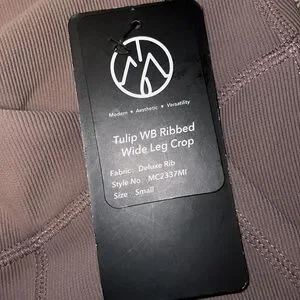 Modern • Aesthetic • Versatility
Tulip WB Ribbed
Wide Leg Crop
Fabric: Deluxe Rib
Style No : MC2337MI
Size : Small